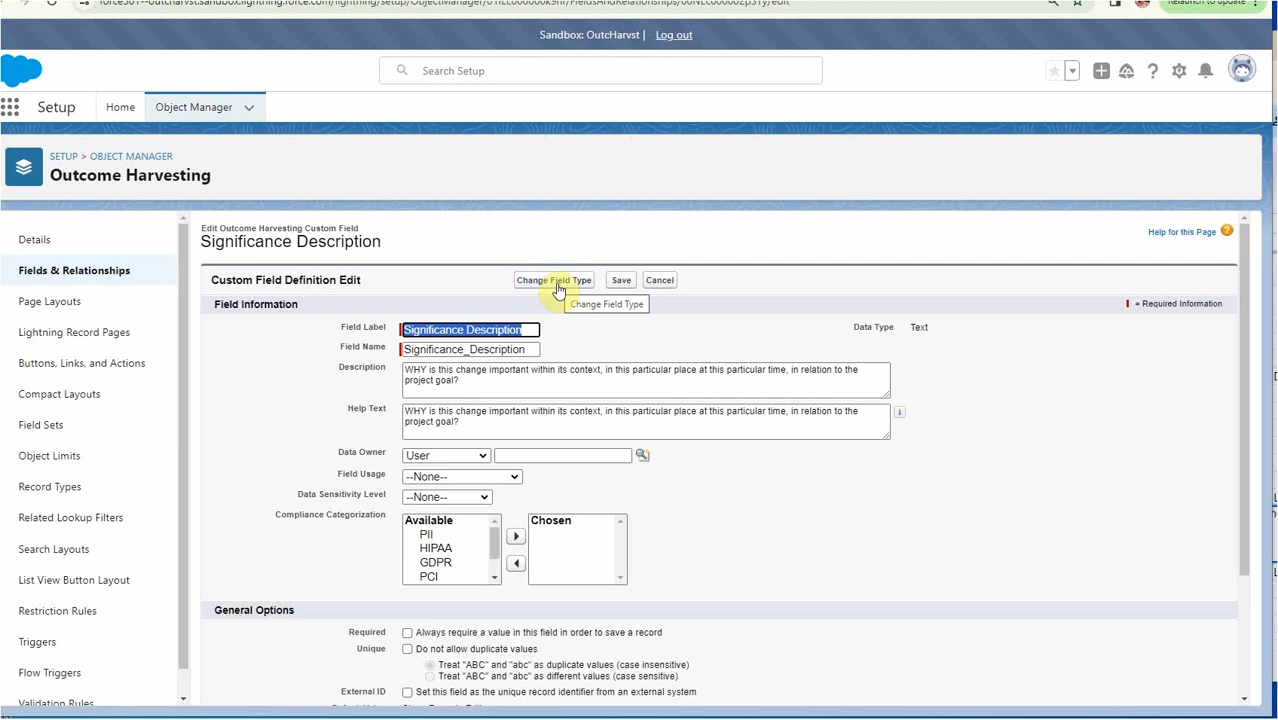 Relaunch to update
Sandbox: OutcHarvst | Log out
Search Setup
Setup Home Object Manager
SETUP > OBJECT MANAGER
Outcome Harvesting
Details
Fields & Relationships
Page Layouts
Lightning Record Pages
Buttons, Links, and Actions
Compact Layouts
Field Sets
Object Limits
Record Types
Related Lookup Filters
Search Layouts
List View Button Layout
Restriction Rules
Triggers
Flow Triggers
Validation Rules
Edit Outcome Harvesting Custom Field
Significance Description
Help for this Page
Custom Field Definition Edit Change Field Type Save Cancel
Change Field Type
Field Information = Required Information
Field Label Significance Description Data Type Text
Field Name Significance_Description
Description WHY is this change important within its context, in this particular place at this particular time, in relation to the
project goal?
Help Text WHY is this change important within its context, in this particular place at this particular time, in relation to the
project goal?
Data Owner User
Field Usage --None--
Data Sensitivity Level --None--
Compliance Categorization Available Chosen
PII
HIPAA
GDPR
PCI
General Options
Required Always require a value in this field in order to save a record
Unique Do not allow duplicate values
Treat "ABC" and "abc" as duplicate values (case insensitive)
Treat "ABC" and "abc" as different values (case sensitive)
External ID Set this field as the unique record identifier from an external system